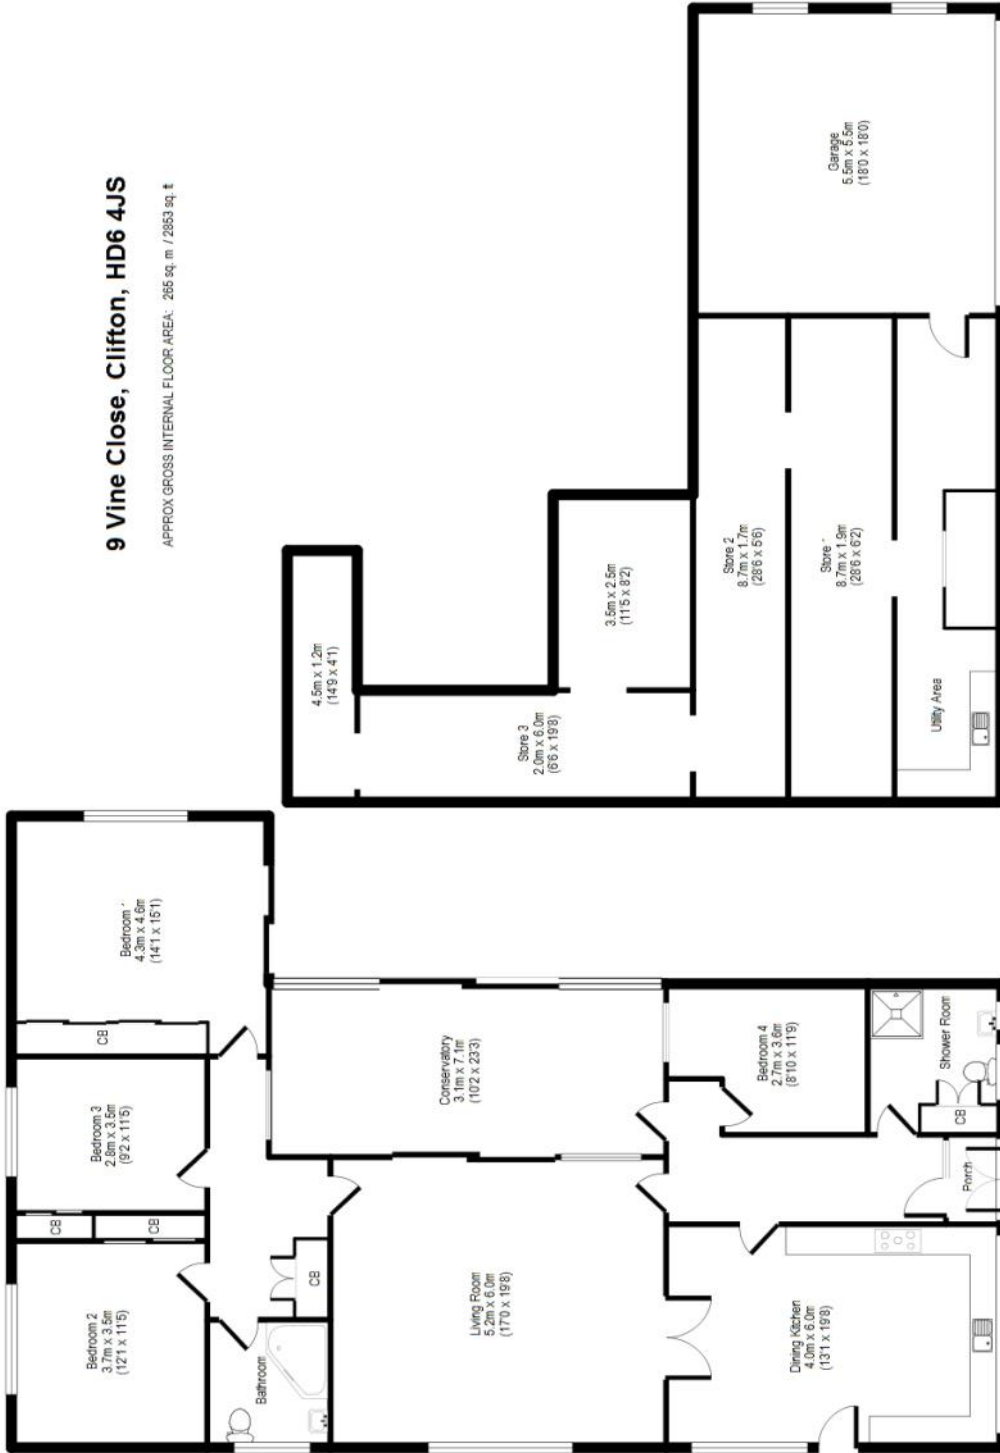 9 Vine Close, Clifton, HD6 4JS
APPROX GROSS INTERNAL FLOOR AREA: 265 sq. m / 2853 sq. ft
Bedroom 2
3.7m x 3.5m
(12'1 x 11'5)
CB
CB
Bedroom 3
2.8m x 3.5m
(9'2 x 11'5)
CB
Bedroom 1
4.3m x 4.6m
(14'1 x 15'1)
Bathroom
CB
Living Room
5.2m x 6.0m
(17'0 x 19'8)
Conservatory
3.1m x 7.1m
(10'2 x 23'3)
Dining Kitchen
4.0m x 6.0m
(13'1 x 19'8)
Bedroom 4
2.7m x 3.6m
(8'10 x 11'9)
Porch
CB
Shower Room
4.5m x 1.2m
(14'9 x 4'1)
Store 3
2.0m x 6.0m
(6'6 x 19'8)
3.5m x 2.5m
(11'5 x 8'2)
Store 2
8.7m x 1.7m
(28'6 x 5'6)
Store 1
8.7m x 1.9m
(28'6 x 6'2)
Utility Area
Garage
5.5m x 5.5m
(18'0 x 18'0)